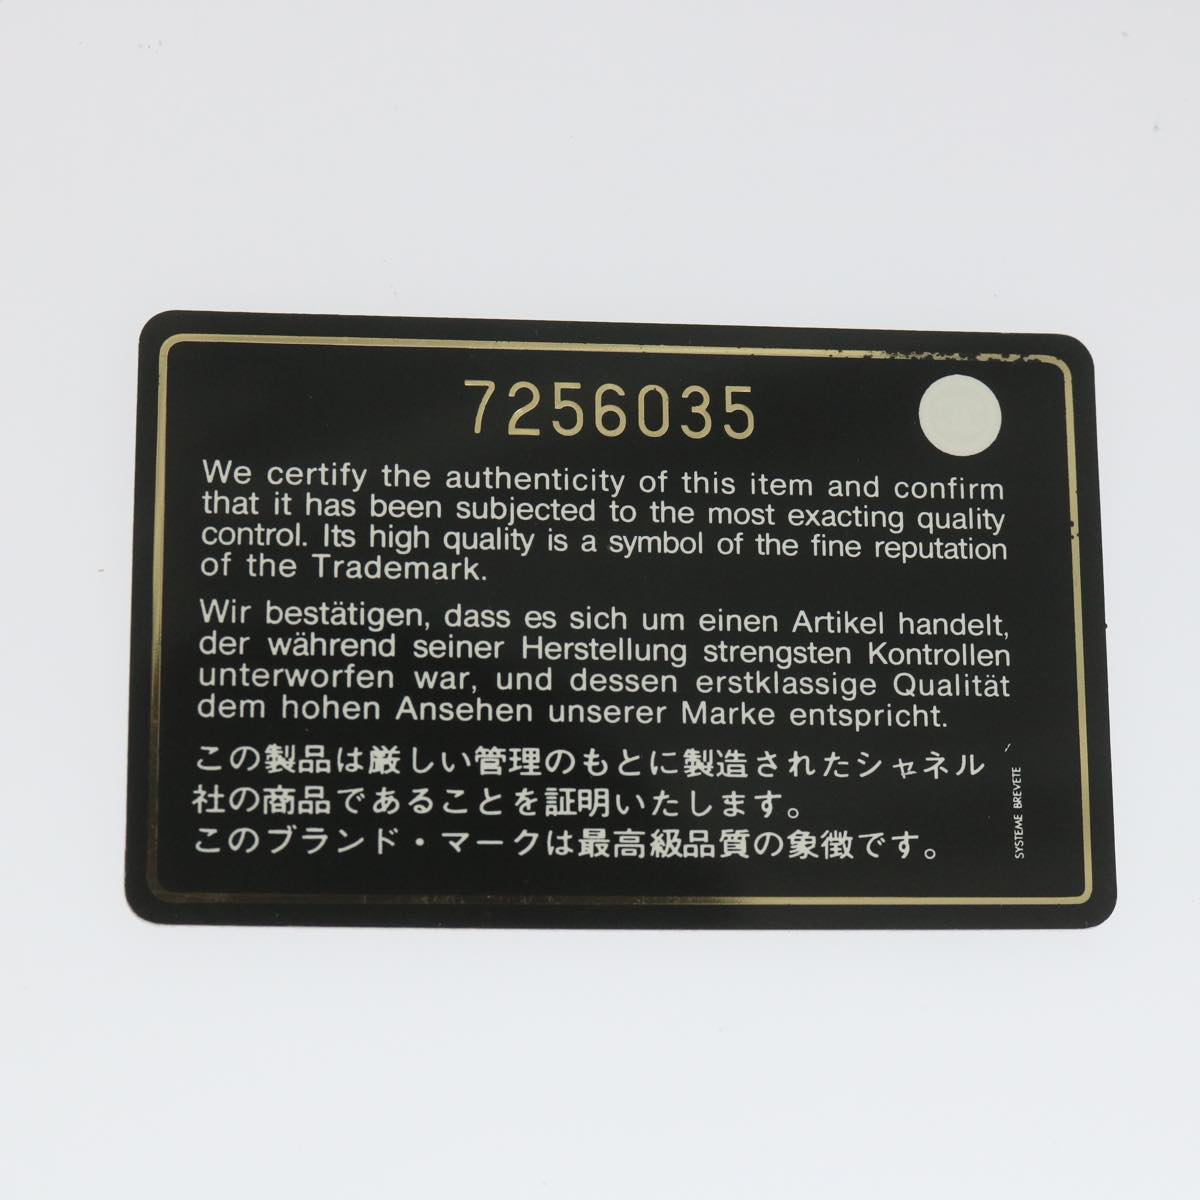 7256035
We certify the authenticity of this item and confirm
that it has been subjected to the most exacting quality
control. Its high quality is a symbol of the fine reputation
of the Trademark.
Wir bestätigen, dass es sich um einen Artikel handelt,
der während seiner Herstellung strengsten Kontrollen
unterworfen war, und dessen erstklassige Qualität
dem hohen Ansehen unserer Marke entspricht.
この製品は厳しい管理のもとに製造されたシャネル
社の商品であることを証明いたします。
このブランド・マークは最高級品質の象徴です。
SYSTEME BREVETE